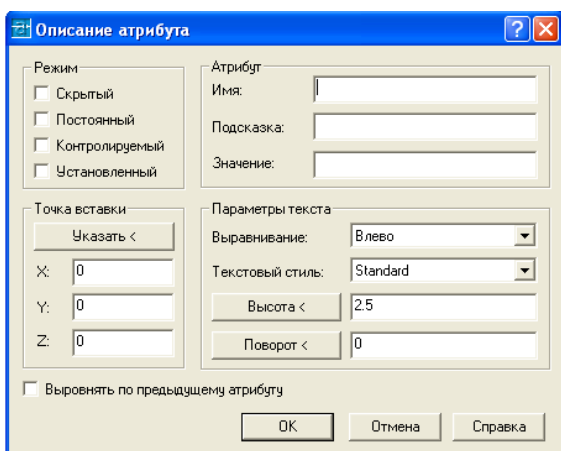 Описание атрибута
Режим
Скрытый
Постоянный
Контролируемый
Установленный
Атрибут
Имя:
Подсказка:
Значение:
Точка вставки
Указать <
X: 0
Y: 0
Z: 0
Параметры текста
Выравнивание: Влево
Текстовый стиль: Standard
Высота < 2.5
Поворот < 0
Выровнять по предыдущему атрибуту
OK Отмена Справка